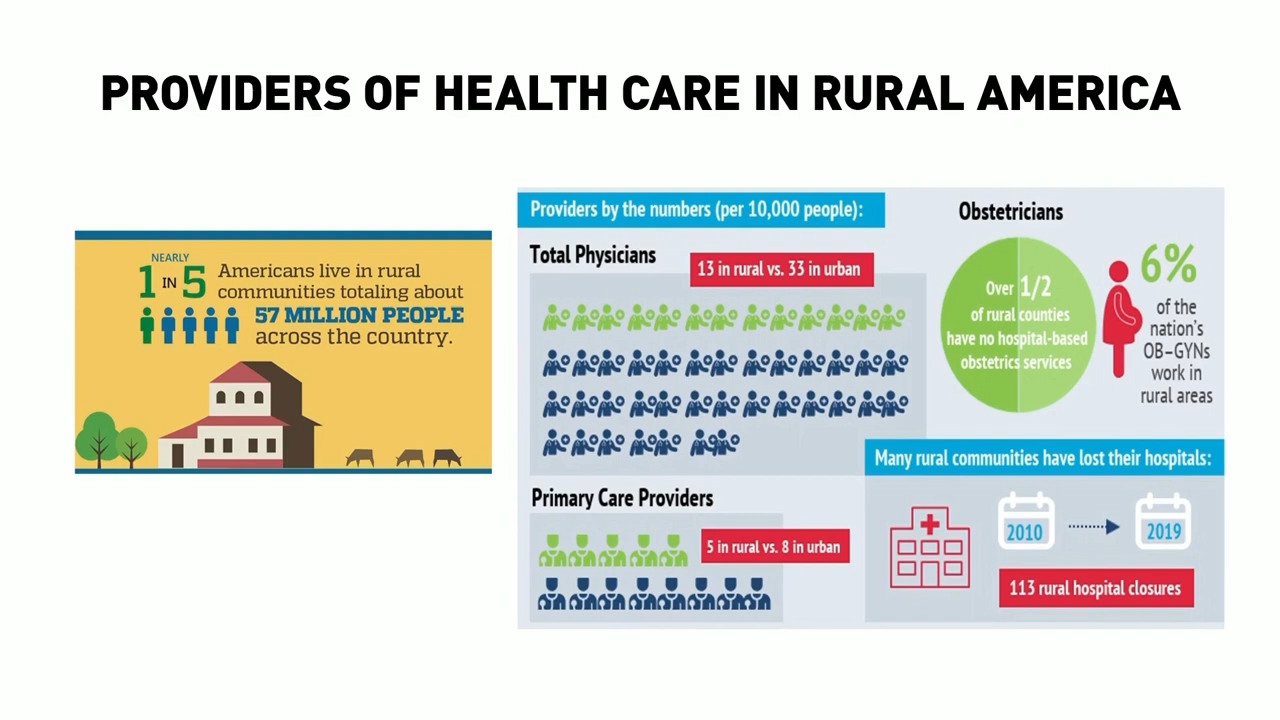 PROVIDERS OF HEALTH CARE IN RURAL AMERICA
NEARLY
1 IN 5
Americans live in rural
communities totaling about
57 MILLION PEOPLE
across the country.
Providers by the numbers (per 10,000 people):
Total Physicians
13 in rural vs. 33 in urban
Primary Care Providers
5 in rural vs. 8 in urban
Obstetricians
Over 1/2
of rural counties
have no hospital-based
obstetrics services
6%
of the
nation's
OB-GYNs
work in
rural areas
Many rural communities have lost their hospitals:
2010
2019
113 rural hospital closures